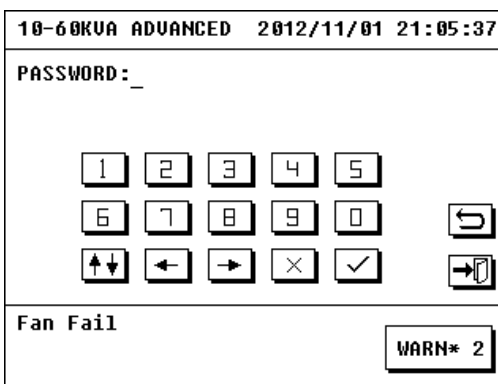 10-60KVA ADVANCED 2012/11/01 21:05:37
PASSWORD:_
1 2 3 4 5
6 7 8 9 0
Fan Fail
WARN* 2